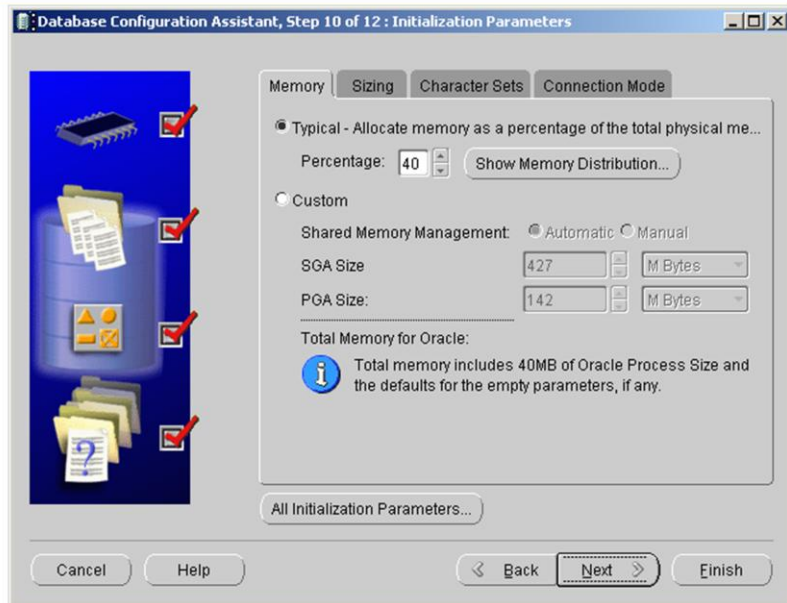 Database Configuration Assistant, Step 10 of 12 : Initialization Parameters
Memory Sizing Character Sets Connection Mode
Typical - Allocate memory as a percentage of the total physical me...
Percentage: 40 Show Memory Distribution...
Custom
Shared Memory Management: Automatic Manual
SGA Size 427 M Bytes
PGA Size: 142 M Bytes
Total Memory for Oracle:
Total memory includes 40MB of Oracle Process Size and
the defaults for the empty parameters, if any.
All Initialization Parameters...
Cancel Help Back Next Finish